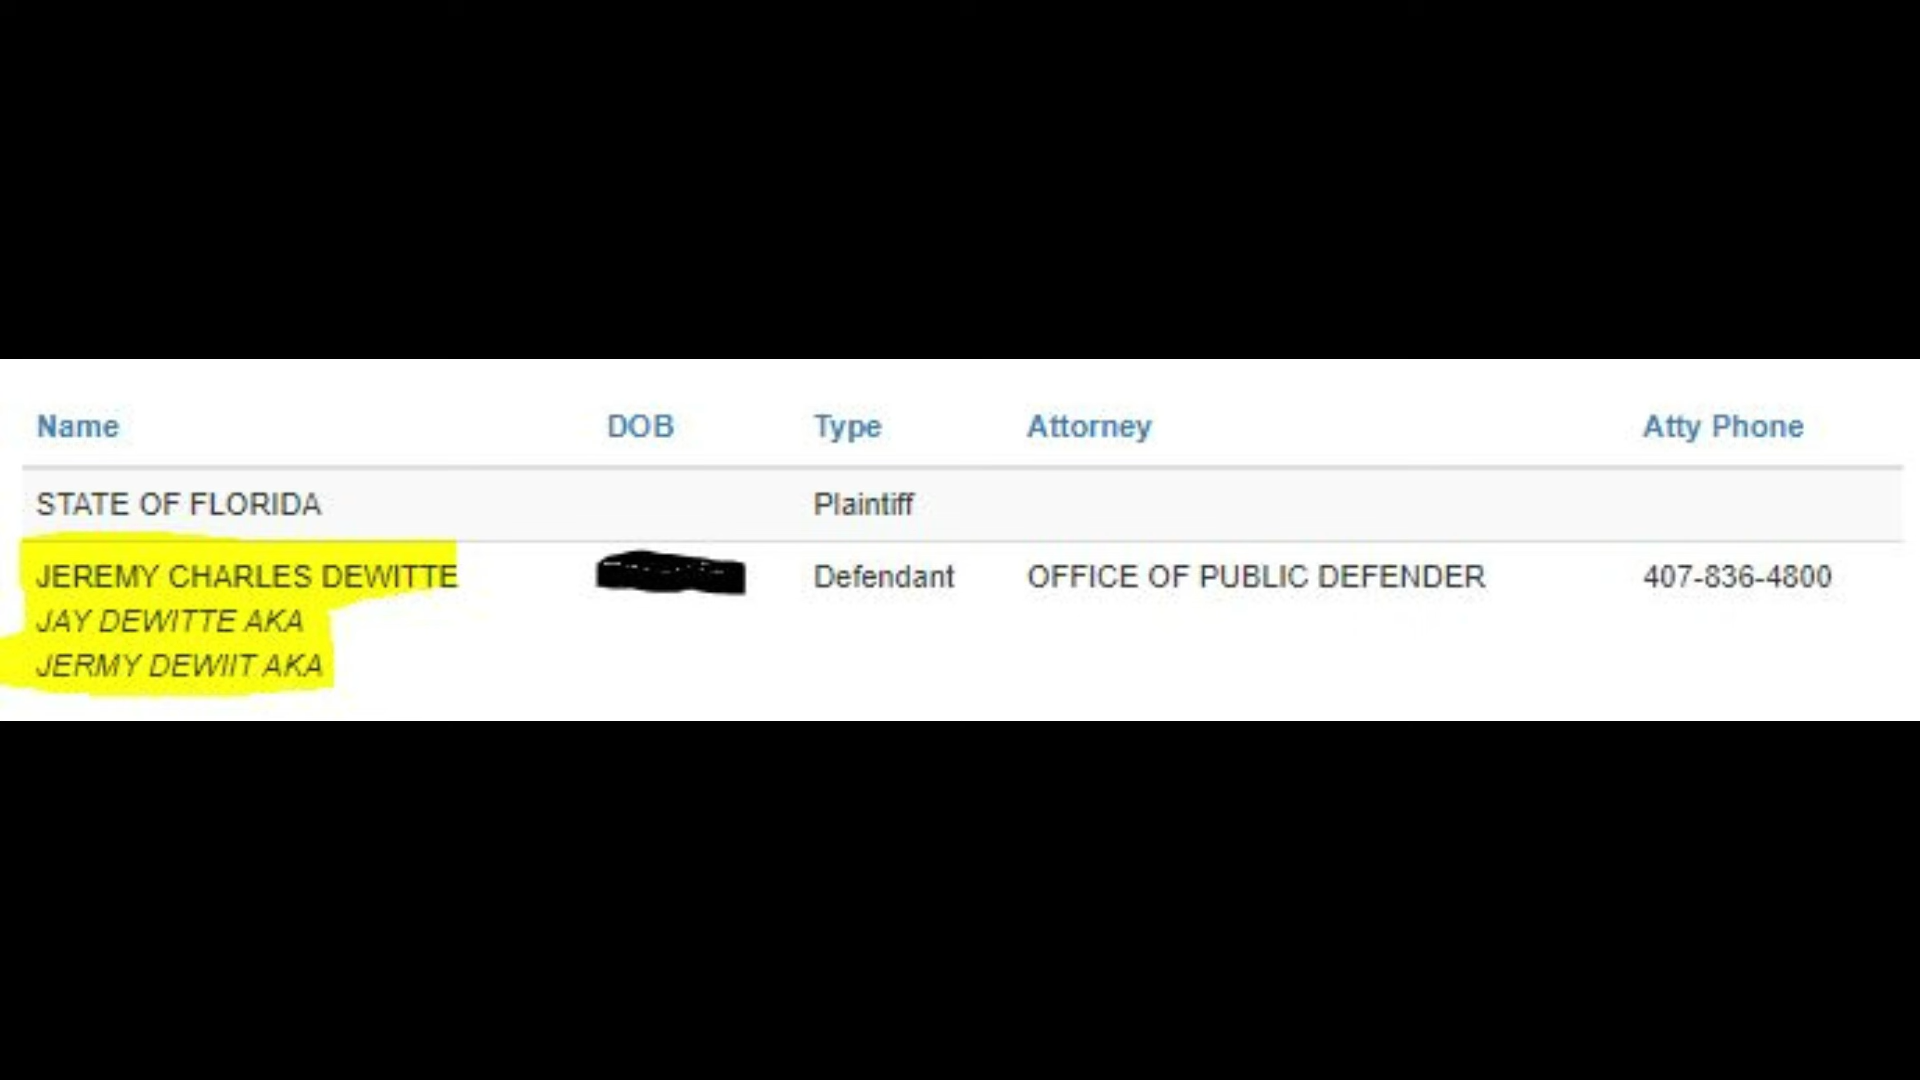 Name DOB Type Attorney Atty Phone
STATE OF FLORIDA Plaintiff
JEREMY CHARLES DEWITTE Defendant OFFICE OF PUBLIC DEFENDER 407-836-4800
JAY DEWITTE AKA
JERMY DEWIIT AKA